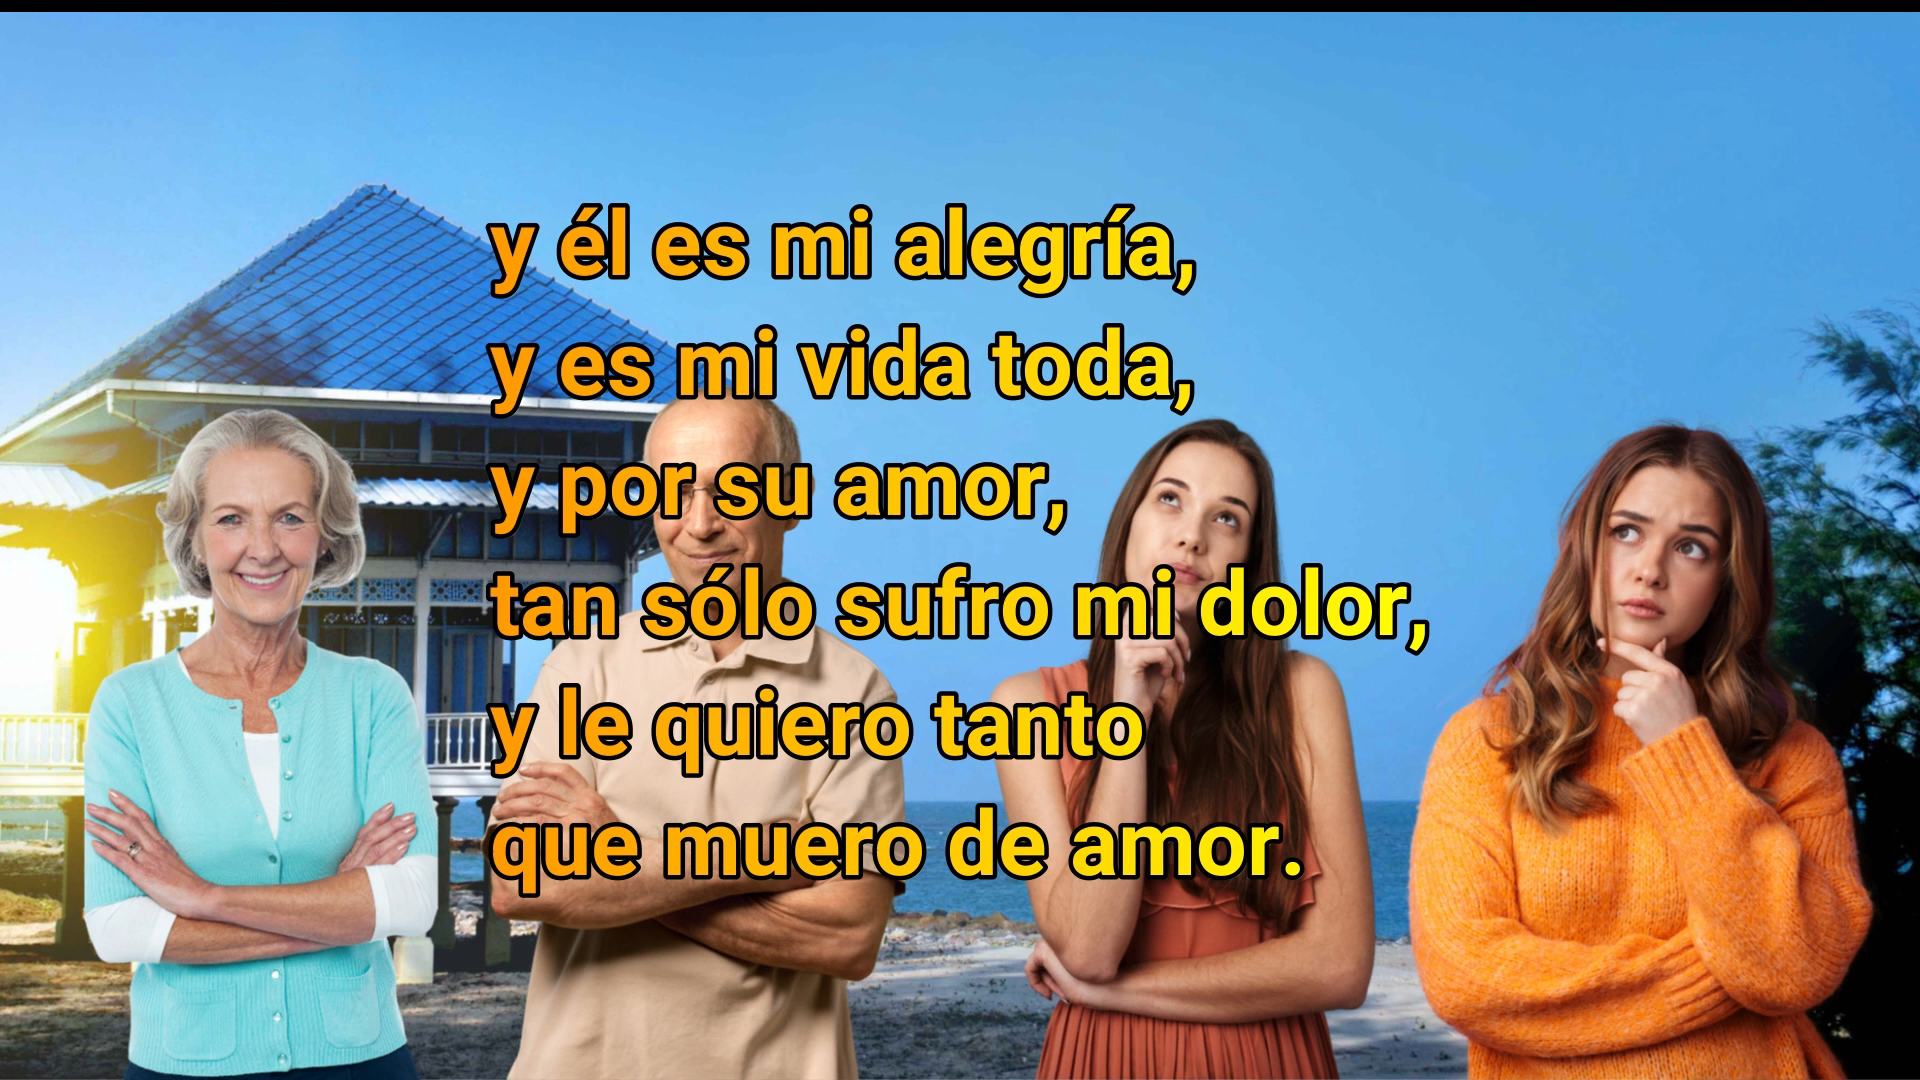 y él es mi alegría,
y es mi vida toda,
y por su amor,
tan sólo sufro mi dolor,
y le quiero tanto
que muero de amor.